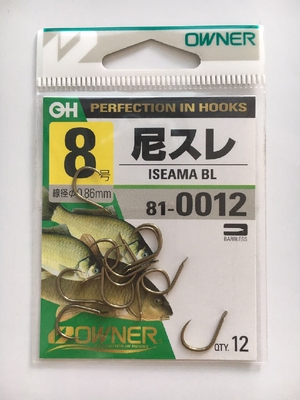 OWNER
OH PERFECTION IN HOOKS
8号
尼スレ
ISEAMA BL
線径φ0.86mm
81-0012
BARBLESS
OWNER
QTY. 12